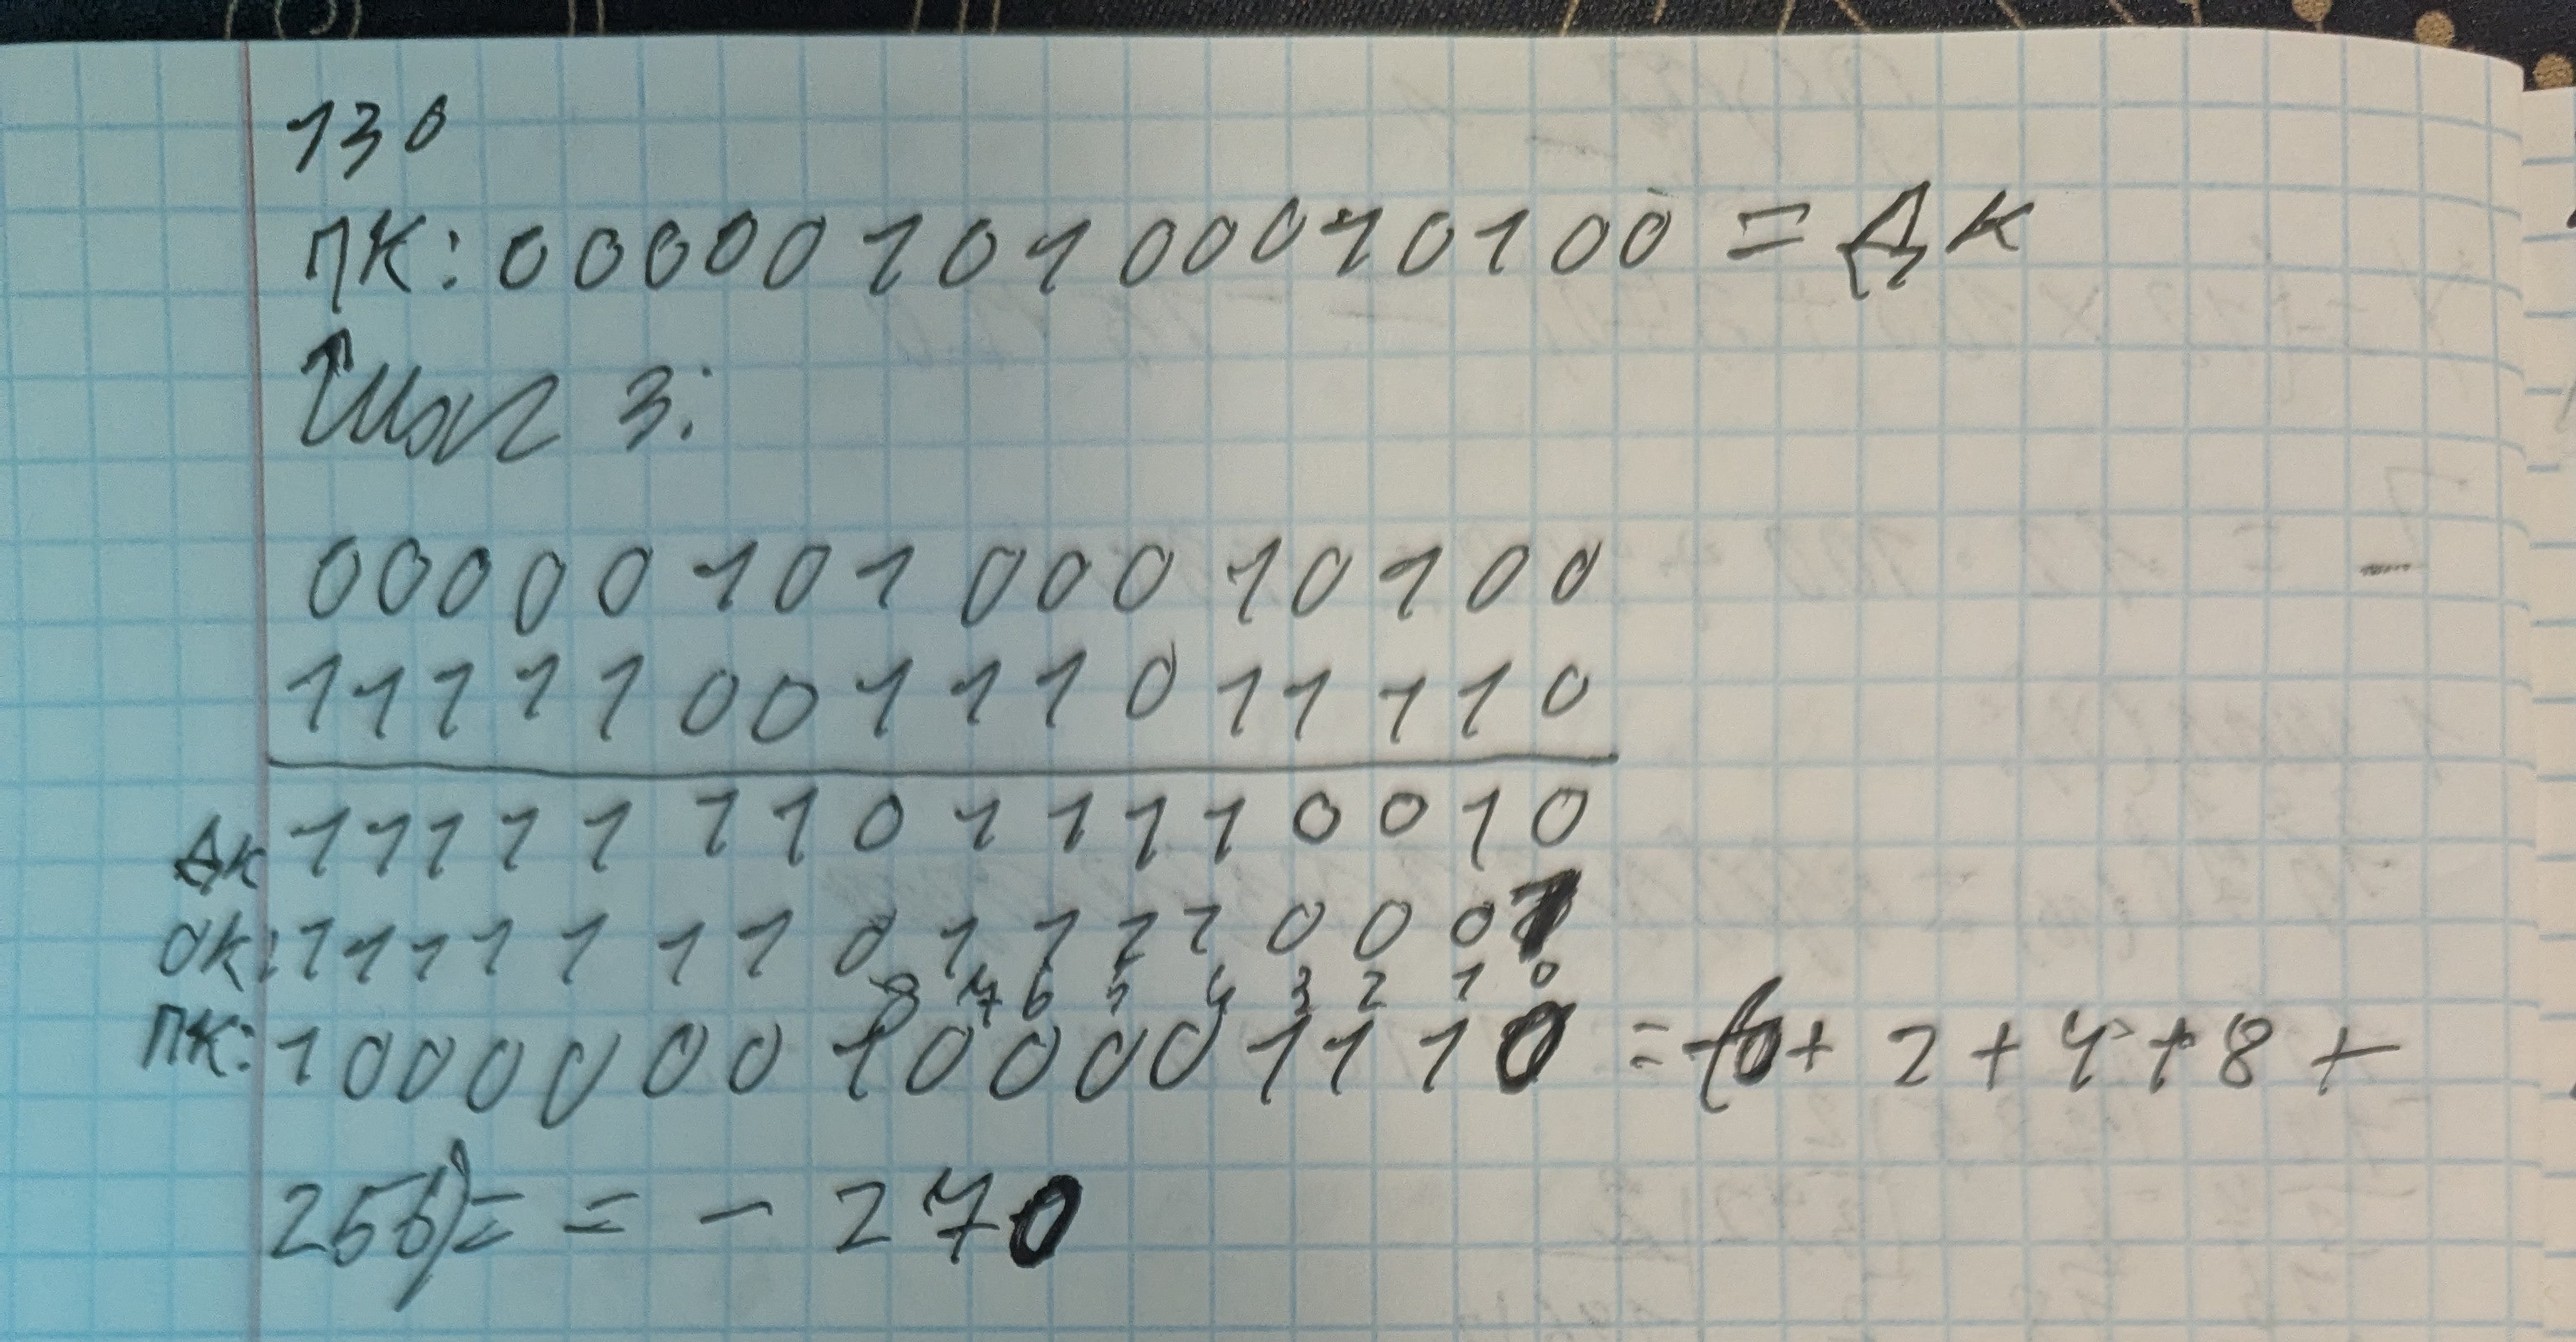 130
ПК: 0000010100010100 = ДК
Шаг 3:
0000010100010100
1111100111011110
ДК 1111111011110010
ОК: 1111111011110001
8 7 6 5 4 3 2 1 0
ПК: 1000000100001110 = -(0 + 2 + 4 + 8 +
256) = = - 270